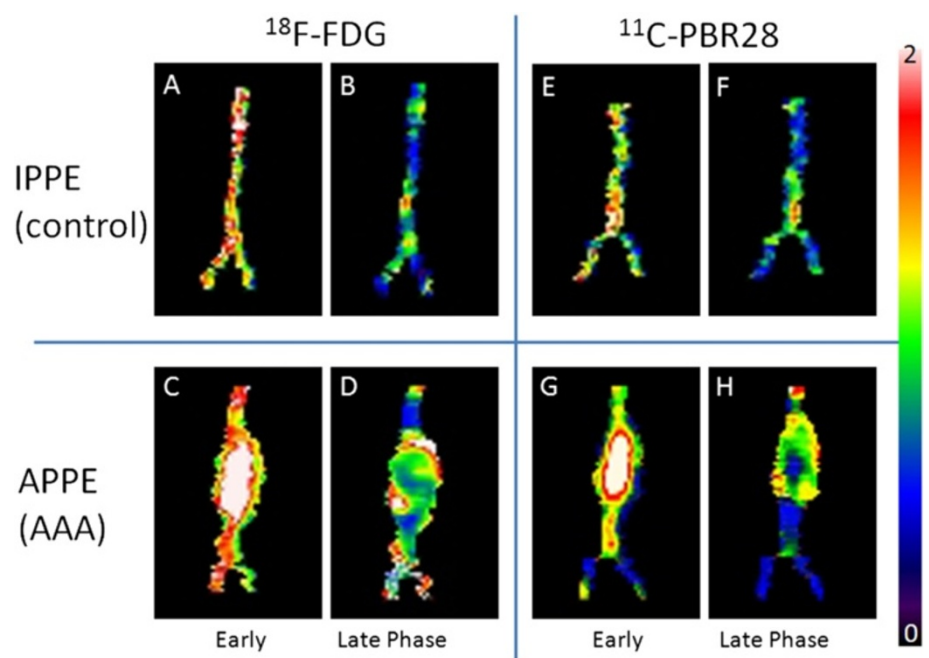 ¹⁸F-FDG
¹¹C-PBR28
2
A
B
E
F
IPPE
(control)
C
D
G
H
APPE
(AAA)
0
Early
Late Phase
Early
Late Phase